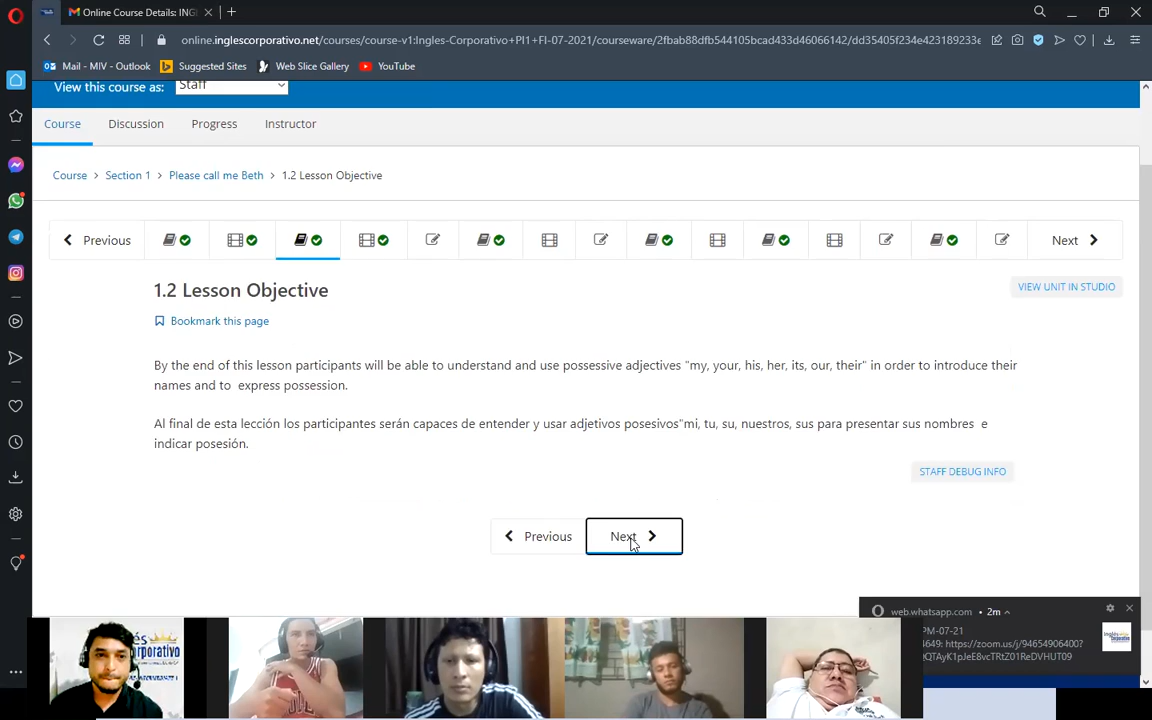 Online Course Details: INGL
online.inglescorporativo.net/courses/course-v1:Ingles-Corporativo+PI1+FI-07-2021/courseware/2fbab88dfb544105bcad433d46066142/dd35405f234e423189233e
Mail - MIV - Outlook
Suggested Sites
Web Slice Gallery
YouTube
View this course as:
Staff
Course
Discussion
Progress
Instructor
Course > Section 1 > Please call me Beth > 1.2 Lesson Objective
Previous
Next
1.2 Lesson Objective
VIEW UNIT IN STUDIO
Bookmark this page
By the end of this lesson participants will be able to understand and use possessive adjectives "my, your, his, her, its, our, their" in order to introduce their
names and to express possession.
Al final de esta lección los participantes serán capaces de entender y usar adjetivos posesivos"mi, tu, su, nuestros, sus para presentar sus nombres e
indicar posesión.
STAFF DEBUG INFO
Previous
Next
web.whatsapp.com • 2m
PM-07-21
4649: https://zoom.us/j/94654906400?
QTAyK1pJeE8vcTRtZ01ReDVHUT09